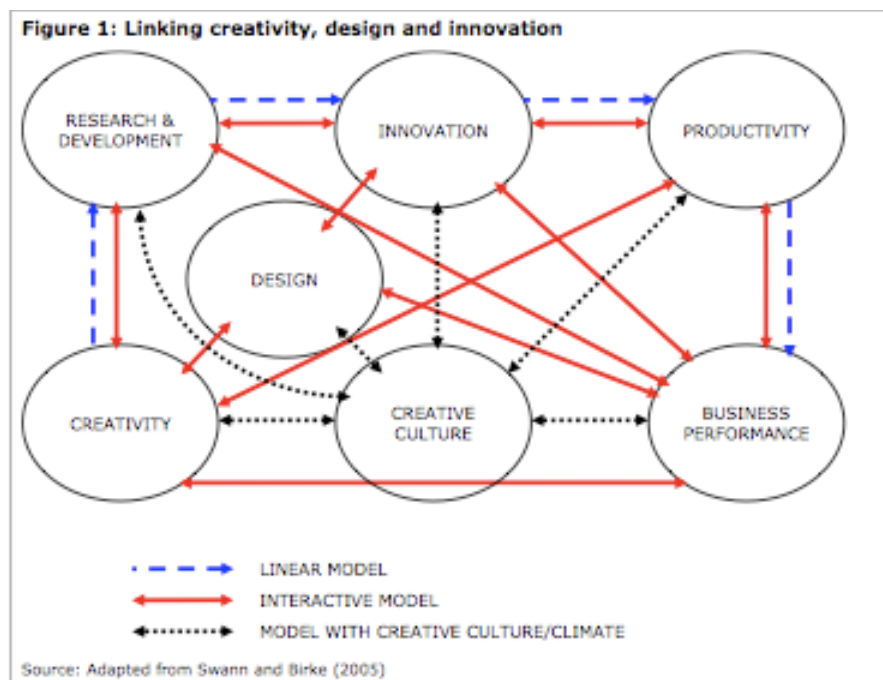 Figure 1: Linking creativity, design and innovation
RESEARCH &
DEVELOPMENT
INNOVATION
PRODUCTIVITY
DESIGN
CREATIVITY
CREATIVE
CULTURE
BUSINESS
PERFORMANCE
LINEAR MODEL
INTERACTIVE MODEL
MODEL WITH CREATIVE CULTURE/CLIMATE
Source: Adapted from Swann and Birke (2005)